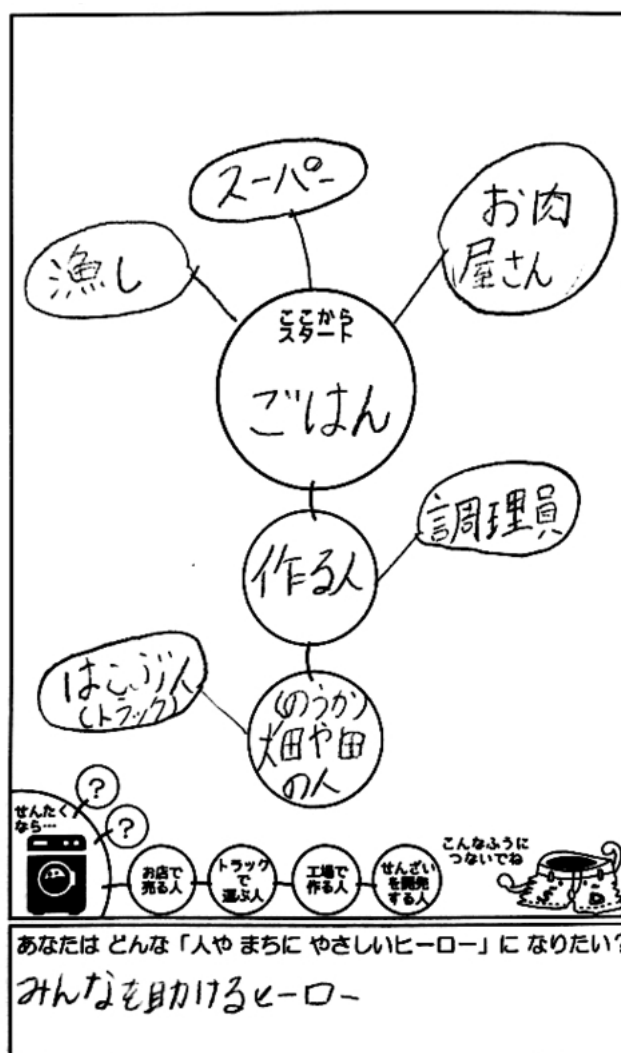 スーパー
お肉
屋さん
漁し
ここから
スタート
ごはん
調理員
作る人
はこぶ人
(トラック)
(のうか)
畑や田
の人
?
?
せんたく
なら…
お店で
売る人
トラック
で
運ぶ人
工場で
作る人
せんざい
を開発
する人
こんなふうに
つないでね
あなたは どんな「人や まちに やさしいヒーロー」に なりたい?
みんなを助けるヒーロー